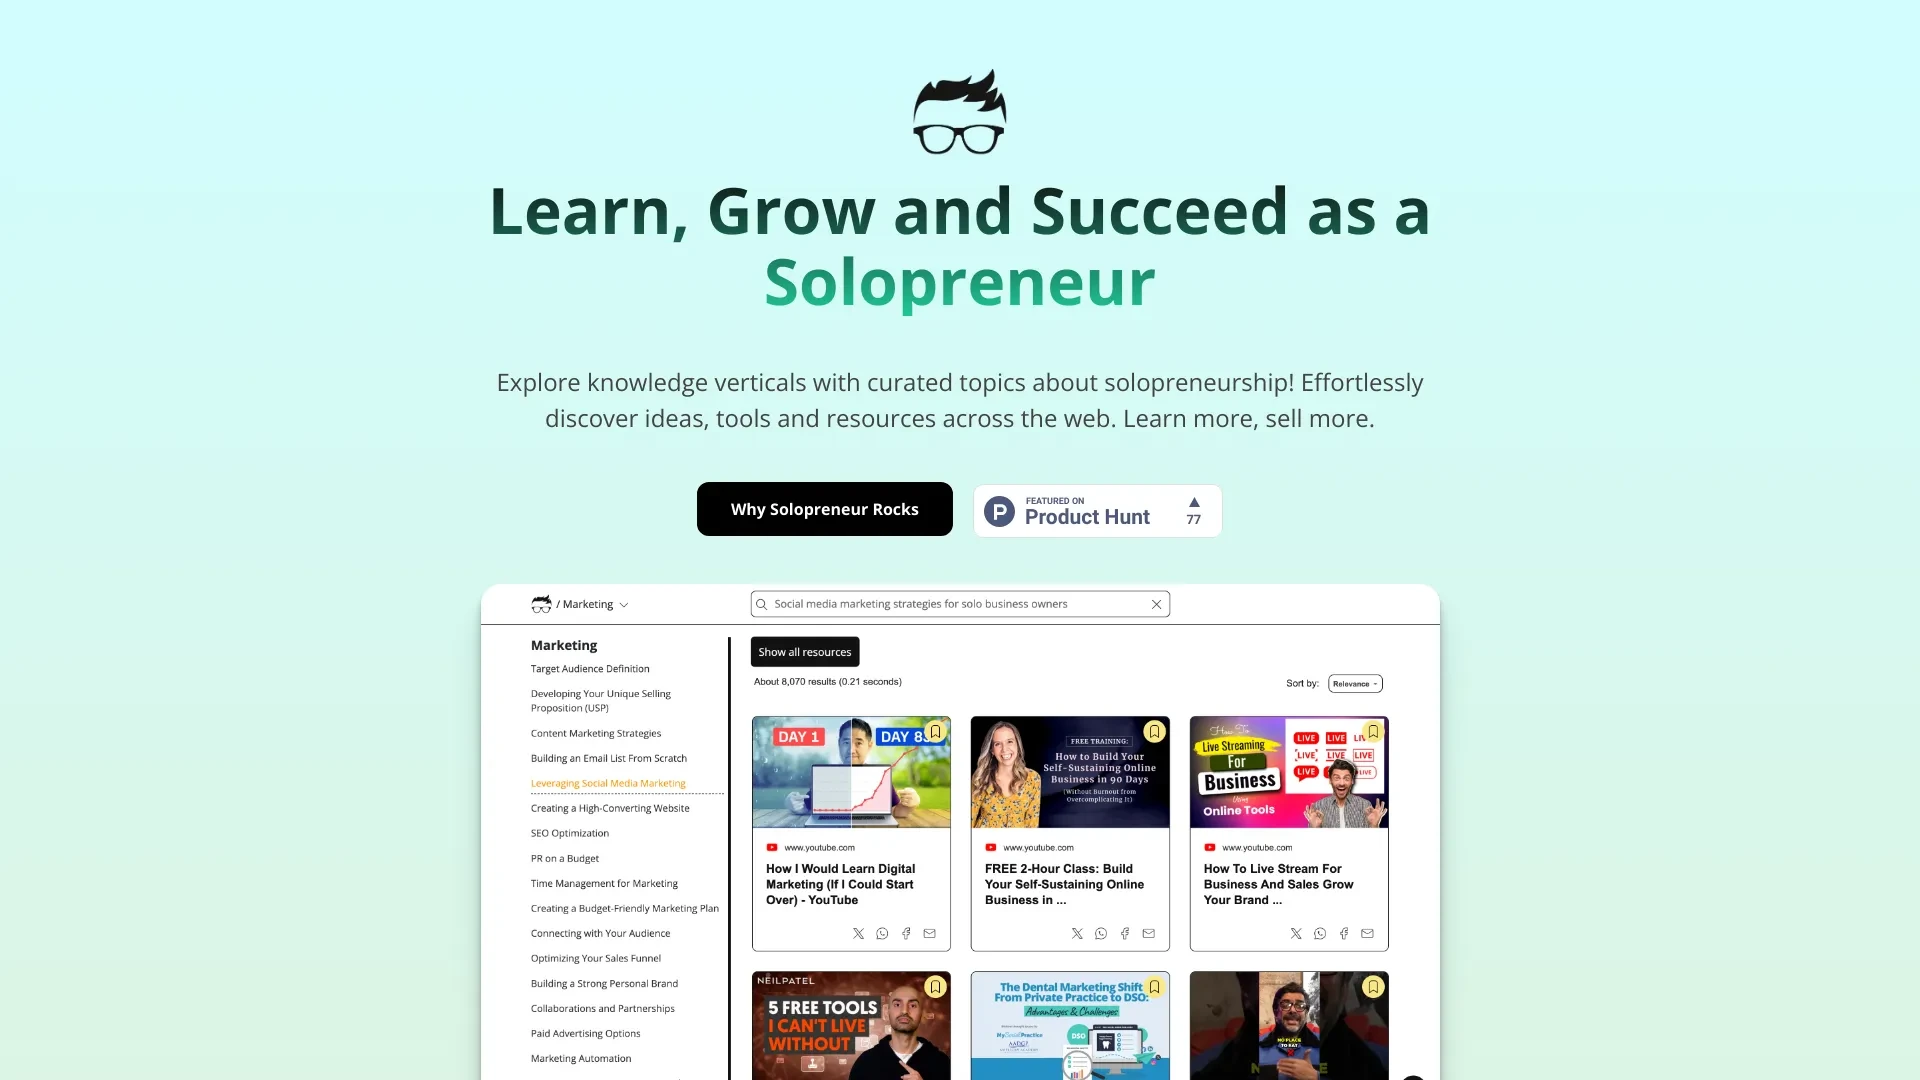 Learn, Grow and Succeed as a
Solopreneur
Explore knowledge verticals with curated topics about solopreneurship! Effortlessly
discover ideas, tools and resources across the web. Learn more, sell more.
Why Solopreneur Rocks
FEATURED ON
Product Hunt
77
/ Marketing
Social media marketing strategies for solo business owners
Marketing
Target Audience Definition
Developing Your Unique Selling
Proposition (USP)
Content Marketing Strategies
Building an Email List From Scratch
Leveraging Social Media Marketing
Creating a High-Converting Website
SEO Optimization
PR on a Budget
Time Management for Marketing
Creating a Budget-Friendly Marketing Plan
Connecting with Your Audience
Optimizing Your Sales Funnel
Building a Strong Personal Brand
Collaborations and Partnerships
Paid Advertising Options
Marketing Automation
Show all resources
About 8,070 results (0.21 seconds)
Sort by:
Relevance
DAY 1
DAY 8
www.youtube.com
How I Would Learn Digital
Marketing (If I Could Start
Over) - YouTube
FREE TRAINING:
How to Build Your
Self-Sustaining Online
Business in 90 Days
(Without Burnout from
Overcomplicating It)
www.youtube.com
FREE 2-Hour Class: Build
Your Self-Sustaining Online
Business in ...
How To
Live Streaming
For
Business
Using
Online Tools
LIVE
LIVE
LIVE
LIVE
LIVE
LIVE
LIVE
www.youtube.com
How To Live Stream For
Business And Sales Grow
Your Brand ...
NEILPATEL
5 FREE TOOLS
I CAN'T LIVE
WITHOUT
The Dental Marketing Shift
From Private Practice to DSO:
Advantages & Challenges
MySocialPractice
DSO
NO PLACE
TO EAT